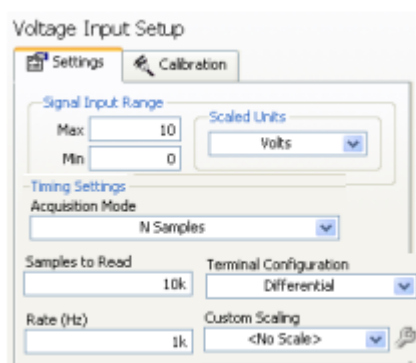 Voltage Input Setup
Settings
Calibration
Signal Input Range
Max 10
Min 0
Scaled Units
Volts
Timing Settings
Acquisition Mode
N Samples
Samples to Read
10k
Terminal Configuration
Differential
Rate (Hz)
1k
Custom Scaling
<No Scale>